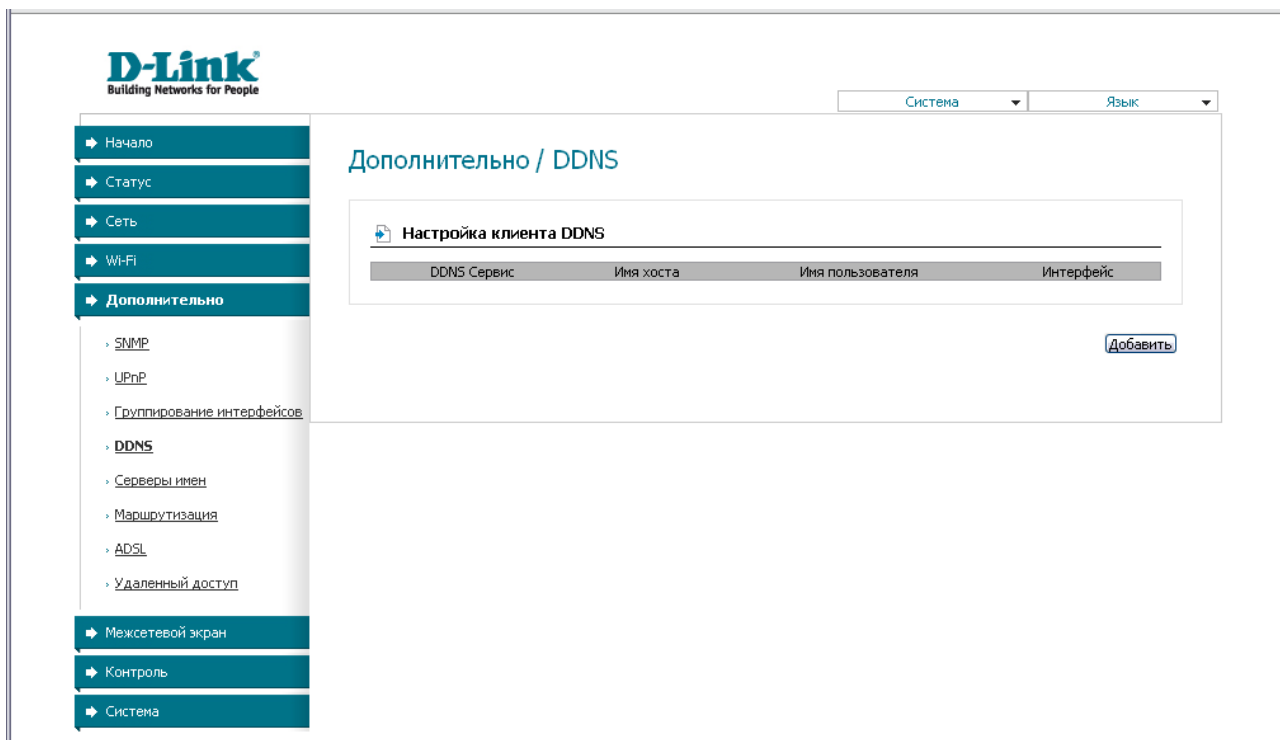 D-Link
Building Networks for People
Система
Язык
Начало
Статус
Сеть
Wi-Fi
Дополнительно
SNMP
UPnP
Группирование интерфейсов
DDNS
Серверы имен
Маршрутизация
ADSL
Удаленный доступ
Межсетевой экран
Контроль
Система
Дополнительно / DDNS
Настройка клиента DDNS
DDNS Сервис Имя хоста Имя пользователя Интерфейс
Добавить